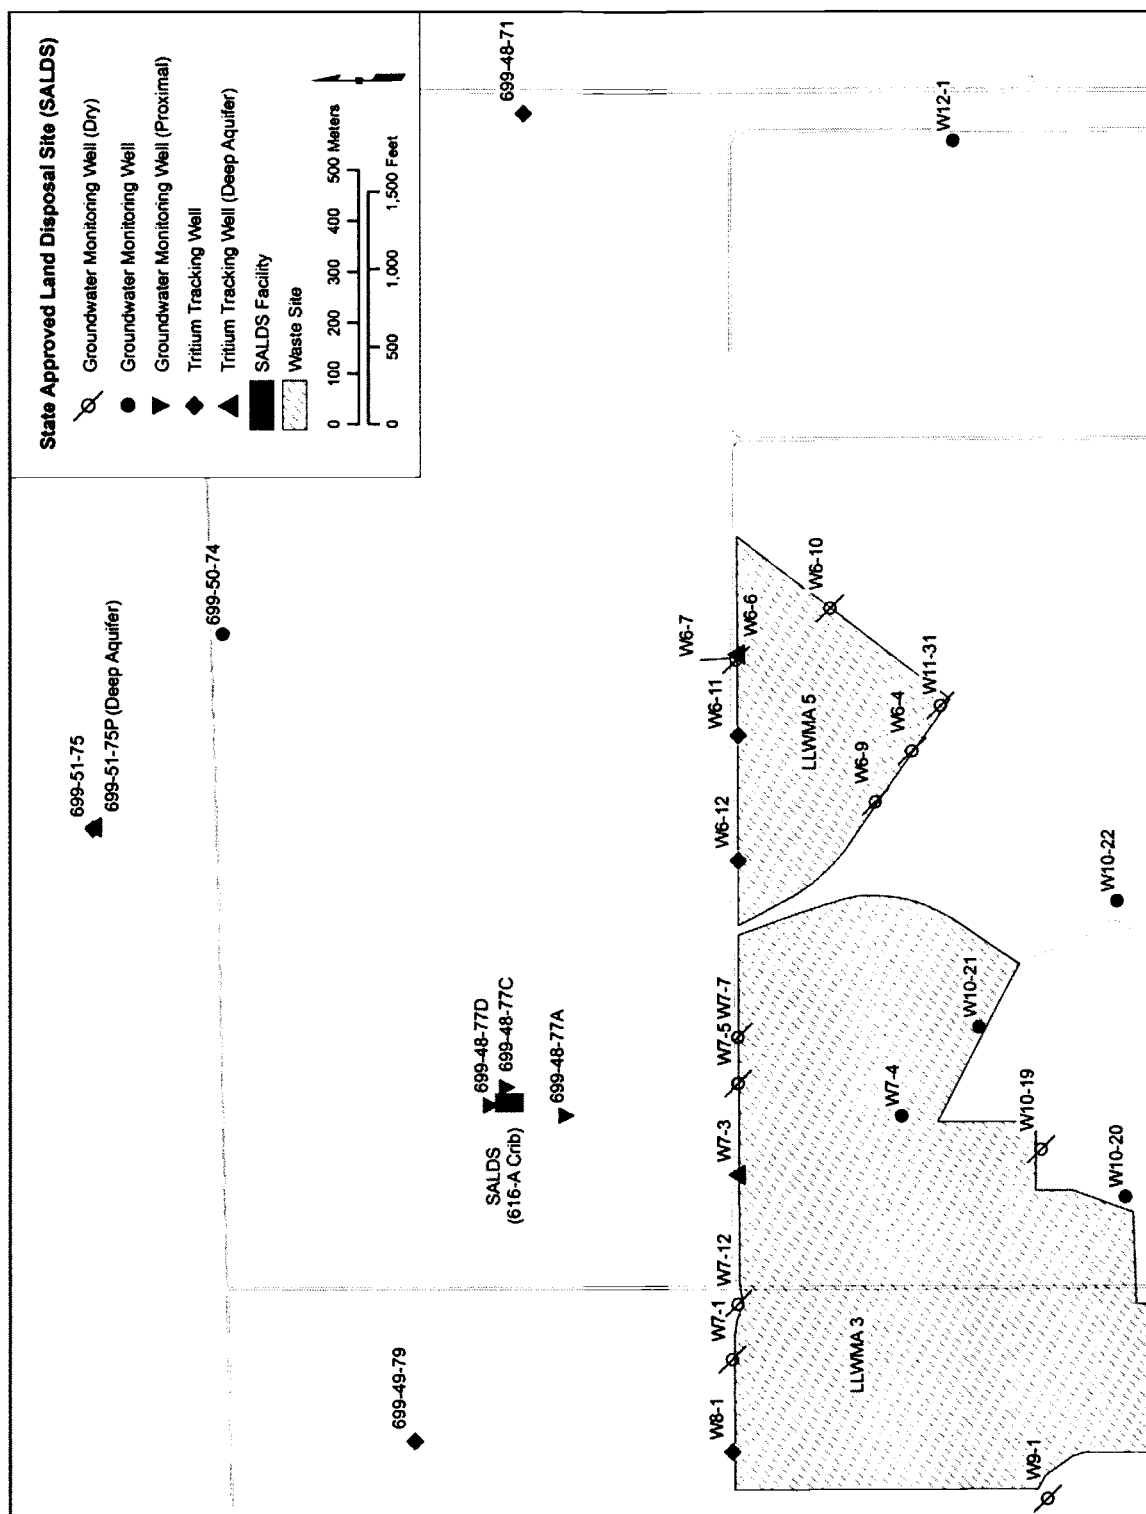 State Approved Land Disposal Site (SALDS)
Groundwater Monitoring Well (Dry)
Groundwater Monitoring Well
Groundwater Monitoring Well (Proximal)
Tritium Tracking Well
Tritium Tracking Well (Deep Aquifer)
SALDS Facility
Waste Site
0 100 200 300 400 500 Meters
0 500 1,000 1,500 Feet
699-51-75
699-51-75P (Deep Aquifer)
699-50-74
699-48-71
699-49-79
699-48-77D
699-48-77C
SALDS
(616-A Crib)
699-48-77A
W8-1
W7-1
W7-12
W7-3
W7-5
W7-7
W6-12
W6-11
W6-7
W6-6
W6-10
LLWMA 5
W6-9
W6-4
W11-31
W12-1
LLWMA 3
W7-4
W10-21
W10-19
W10-20
W10-22
W9-1